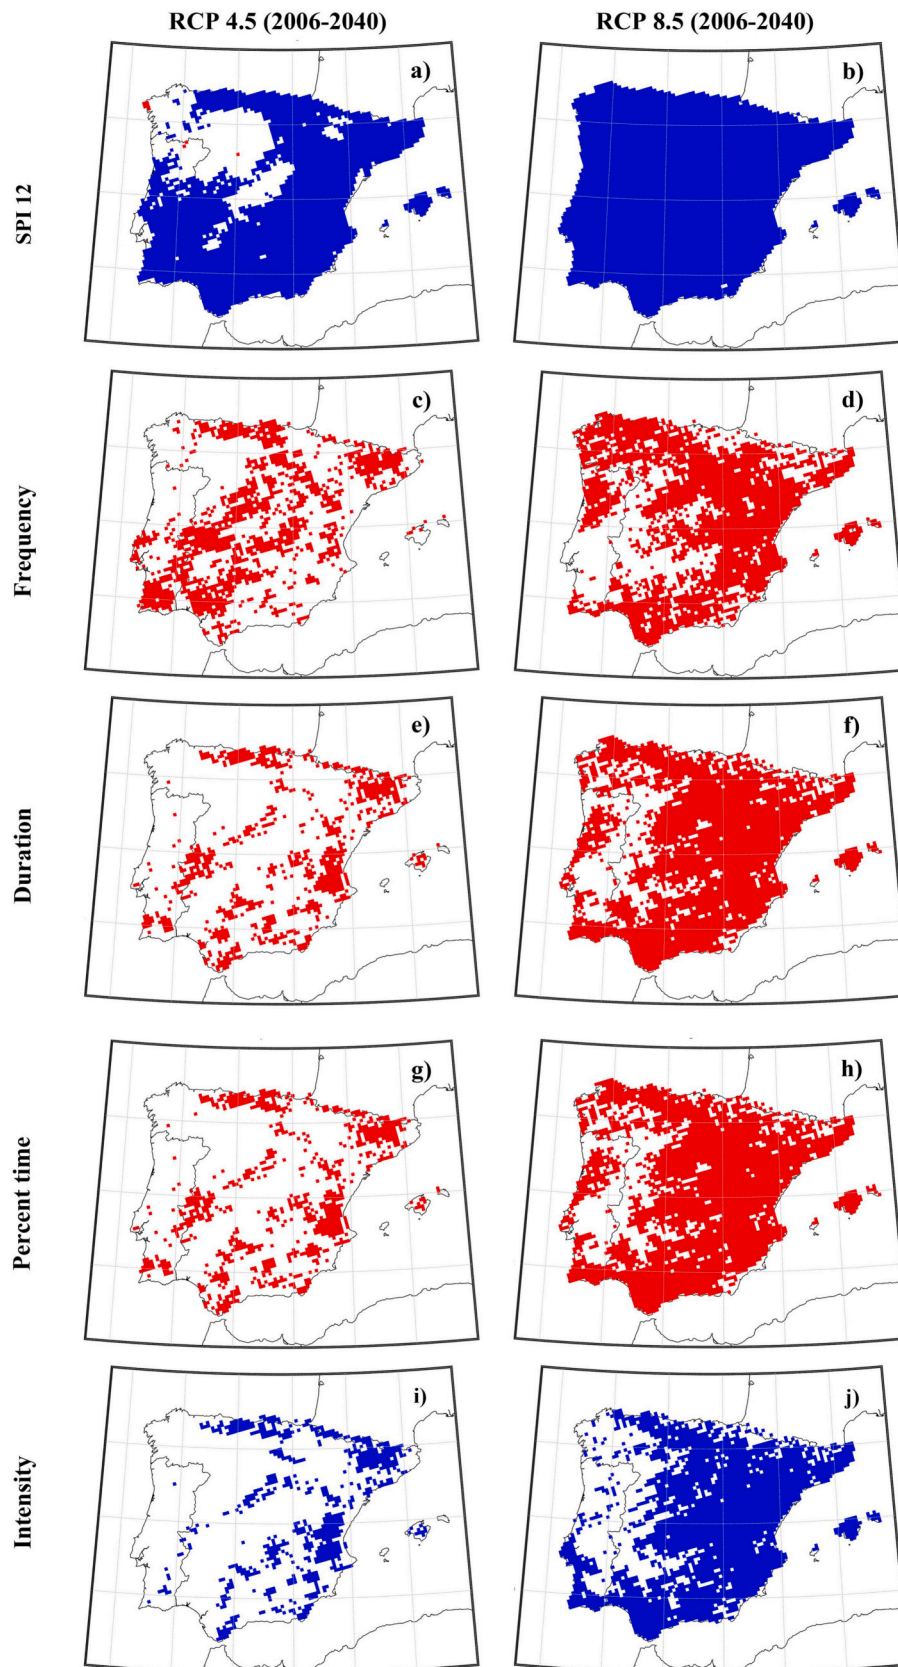 RCP 4.5 (2006-2040)
RCP 8.5 (2006-2040)
SPI 12
a)
b)
Frequency
c)
d)
Duration
e)
f)
Percent time
g)
h)
Intensity
i)
j)